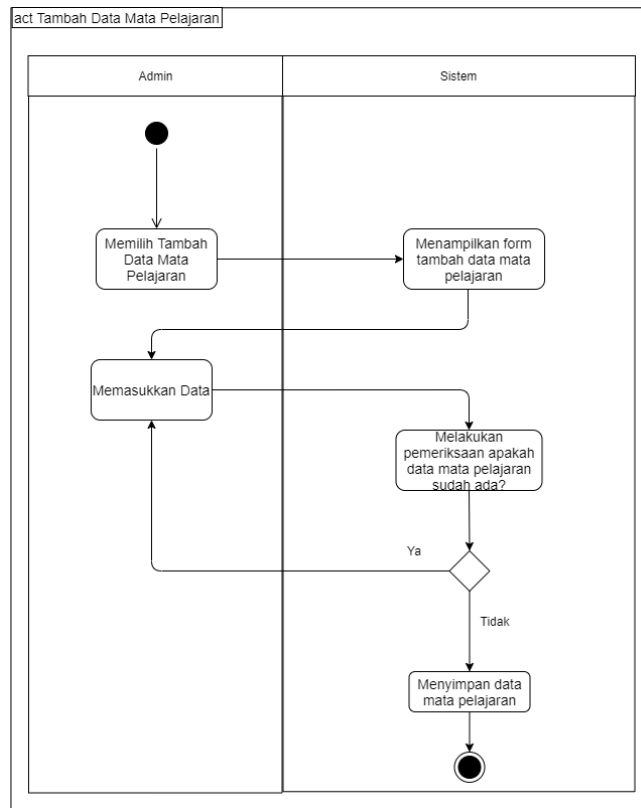 act Tambah Data Mata Pelajaran
Admin
Sistem
Memilih Tambah
Data Mata
Pelajaran
Menampilkan form
tambah data mata
pelajaran
Memasukkan Data
Melakukan
pemeriksaan apakah
data mata pelajaran
sudah ada?
Ya
Tidak
Menyimpan data
mata pelajaran